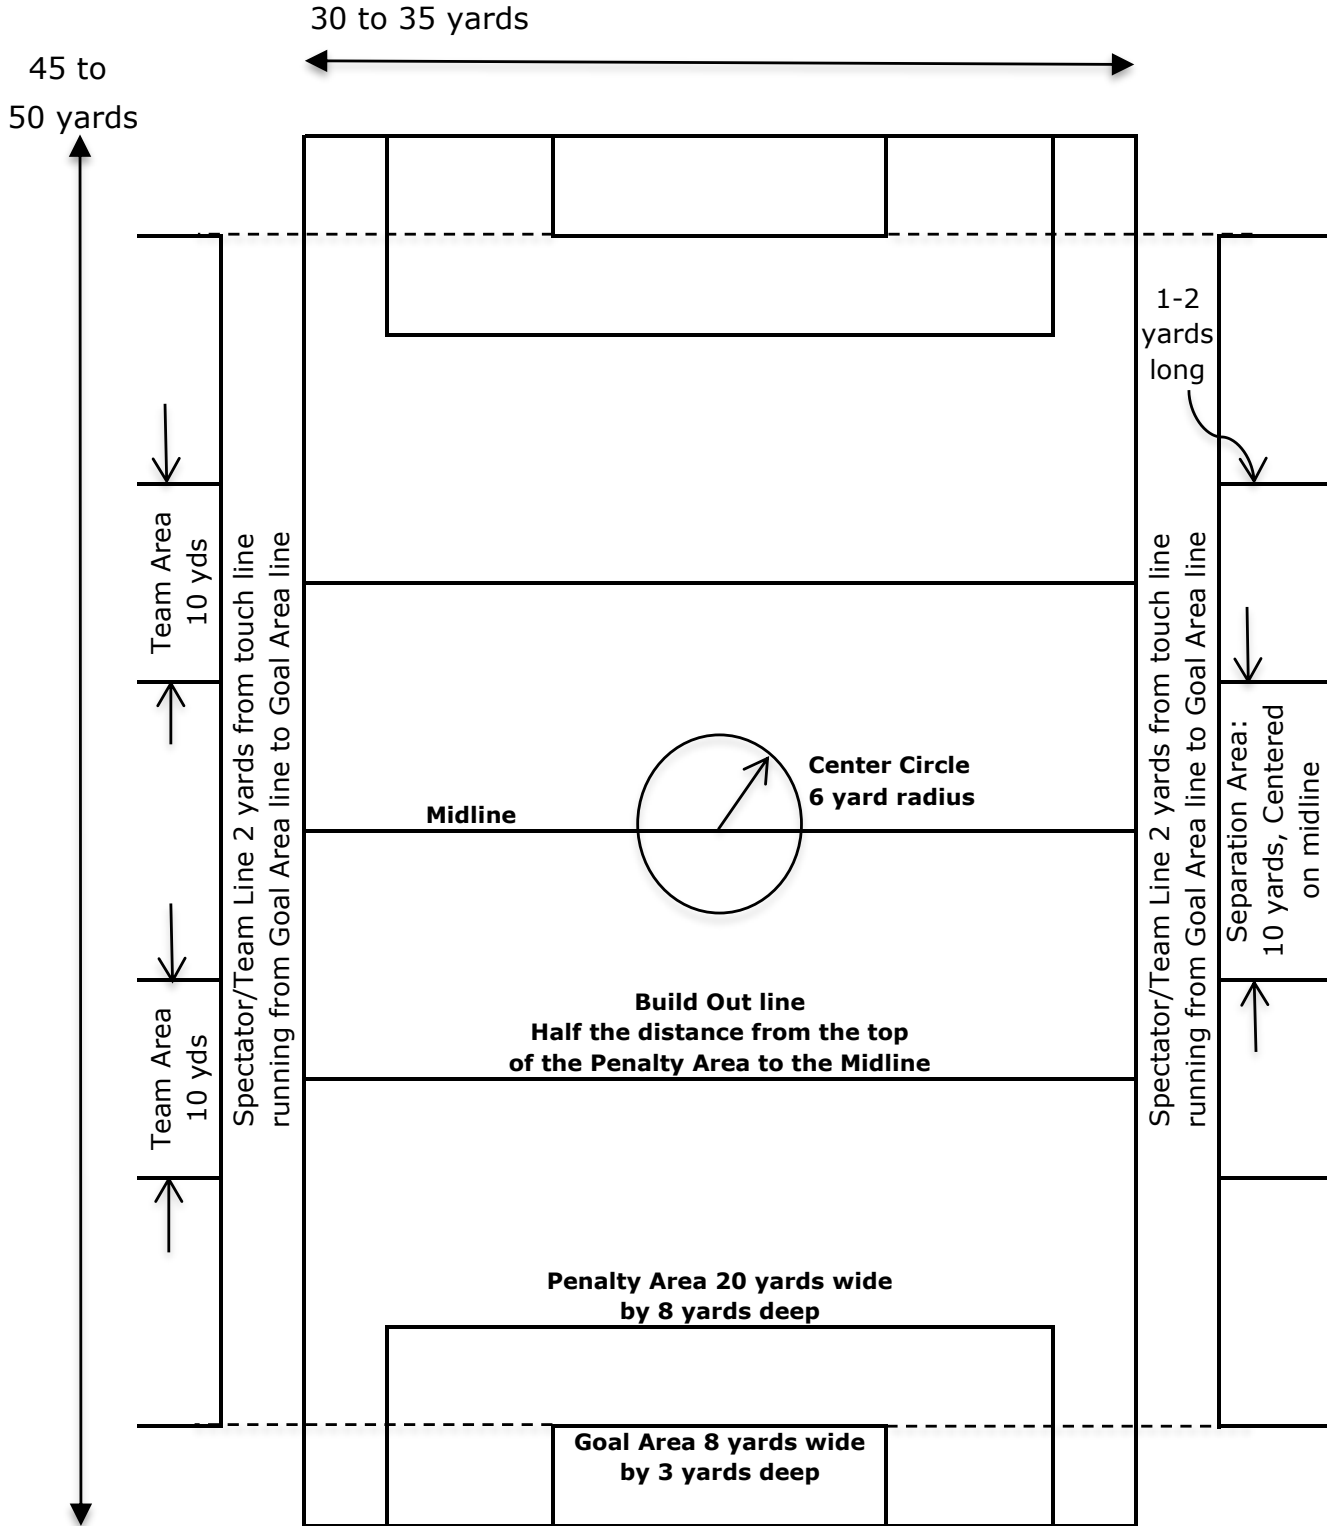 30 to 35 yards
45 to
50 yards
1-2
yards
long
Team Area
10 yds
Spectator/Team Line 2 yards from touch line
running from Goal Area line to Goal Area line
Spectator/Team Line 2 yards from touch line
running from Goal Area line to Goal Area line
Separation Area:
10 yards, Centered
on midline
Center Circle
6 yard radius
Midline
Build Out line
Half the distance from the top
of the Penalty Area to the Midline
Team Area
10 yds
Penalty Area 20 yards wide
by 8 yards deep
Goal Area 8 yards wide
by 3 yards deep